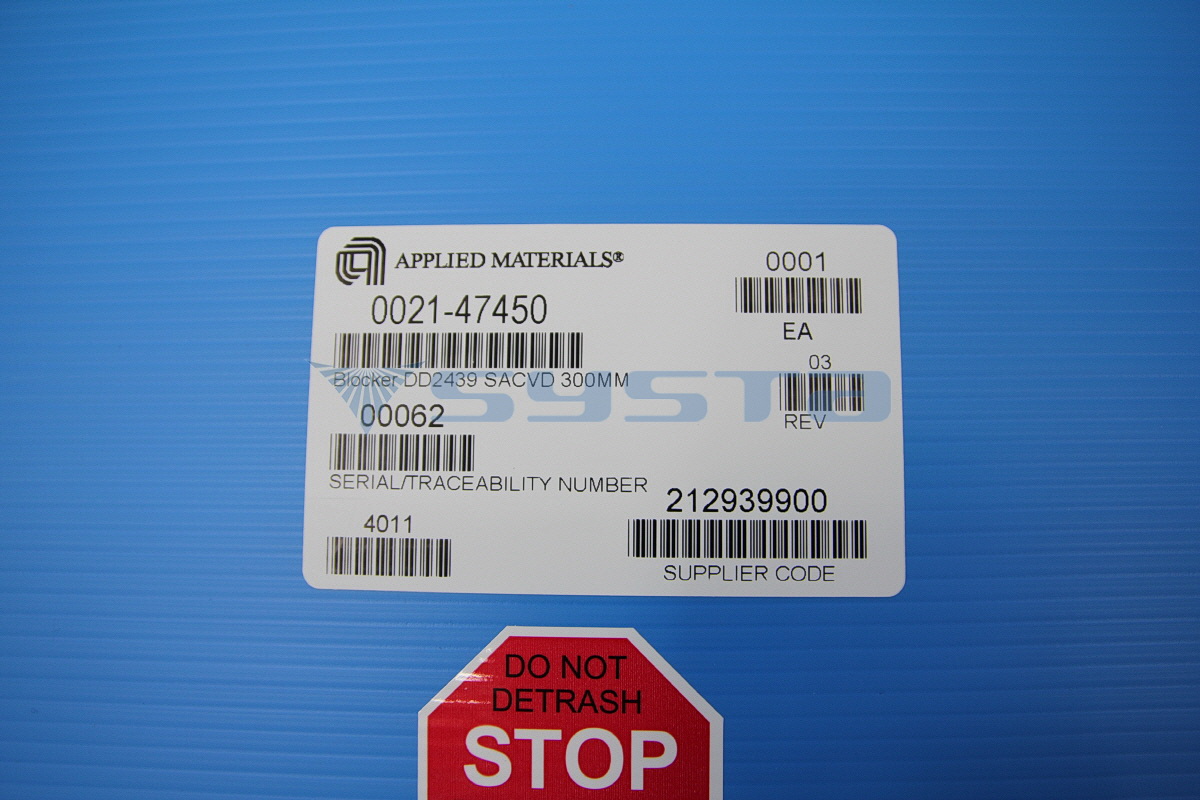 APPLIED MATERIALS®
0001
0021-47450
EA
03
Blocker DD2439 SACVD 300MM
sysTo
00062
REV
SERIAL/TRACEABILITY NUMBER
212939900
4011
SUPPLIER CODE
DO NOT
DETRASH
STOP